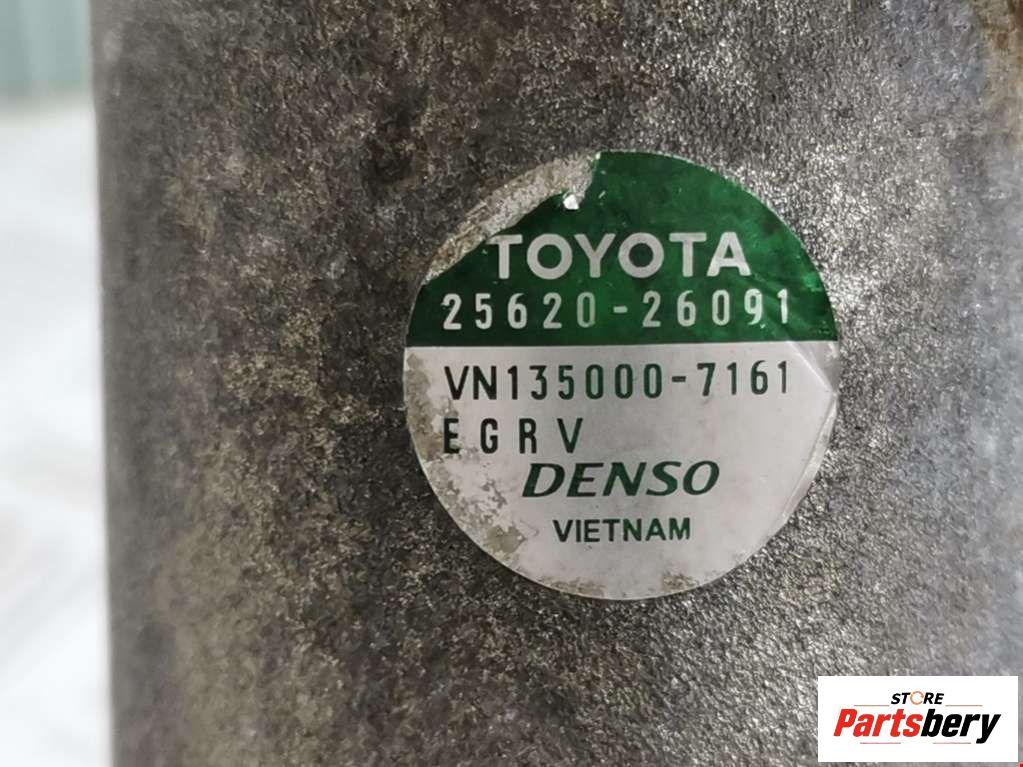 TOYOTA
25620-26091
VN135000-7161
EGRV
DENSO
VIETNAM
STORE
Partsbery